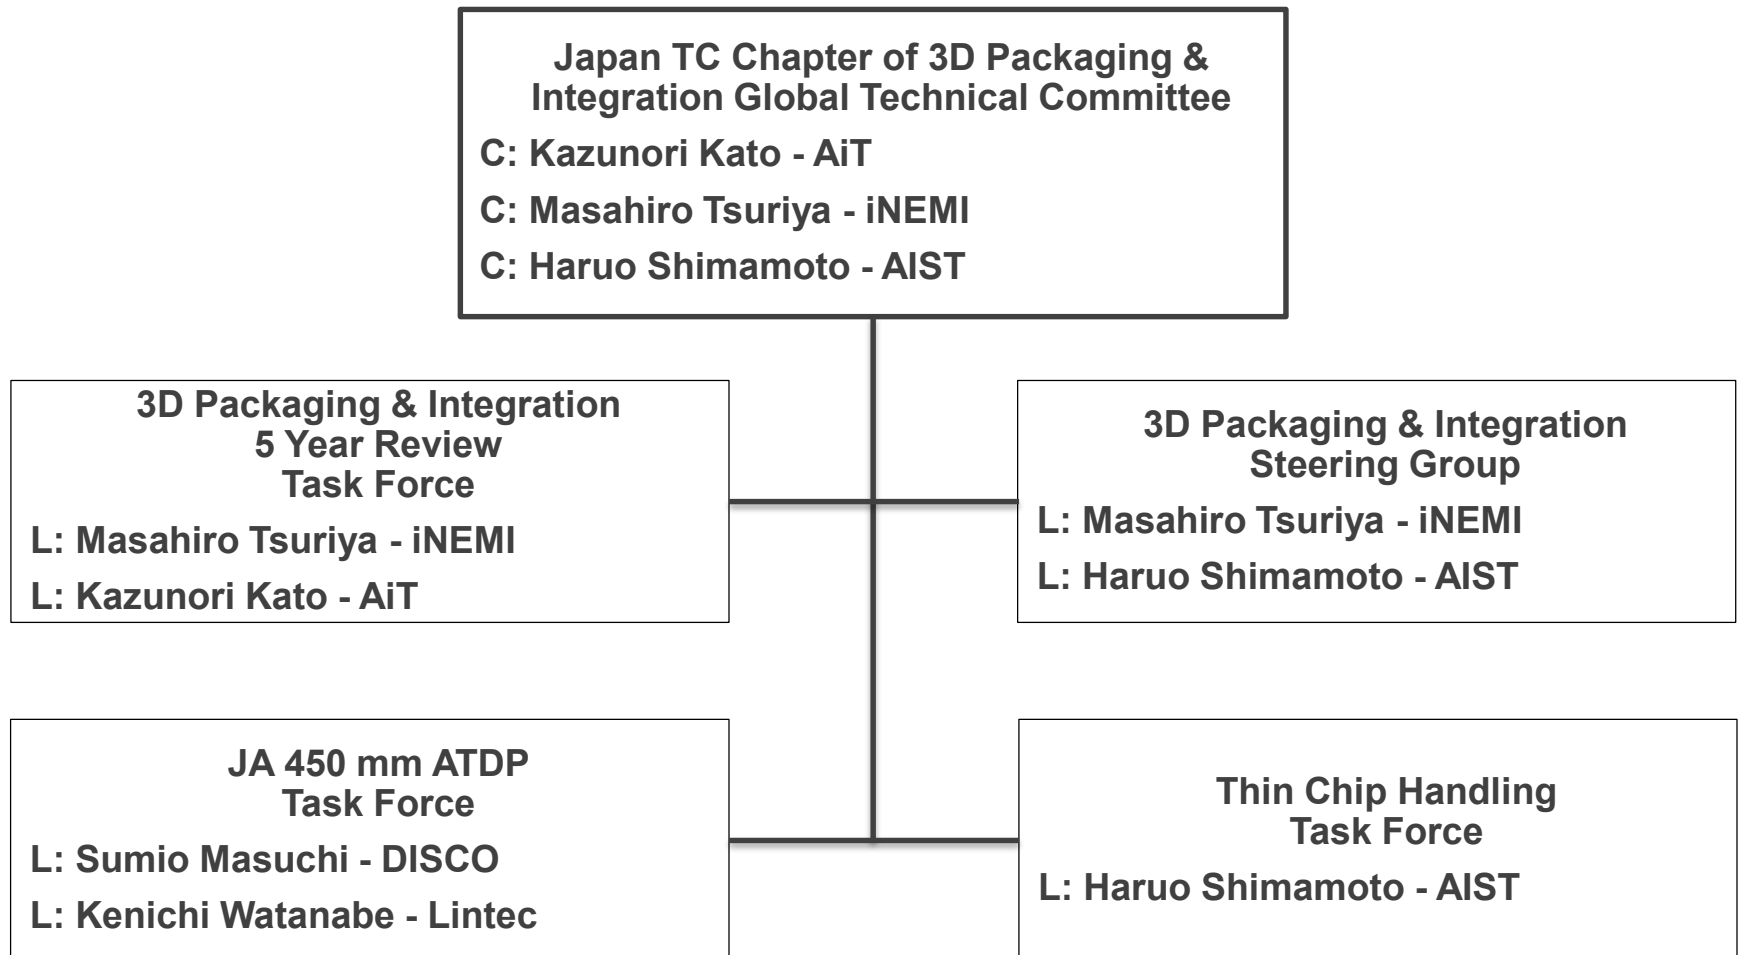 Japan TC Chapter of 3D Packaging &
Integration Global Technical Committee
C: Kazunori Kato - AiT
C: Masahiro Tsuriya - iNEMI
C: Haruo Shimamoto - AIST
3D Packaging & Integration
5 Year Review
Task Force
L: Masahiro Tsuriya - iNEMI
L: Kazunori Kato - AiT
3D Packaging & Integration
Steering Group
L: Masahiro Tsuriya - iNEMI
L: Haruo Shimamoto - AIST
JA 450 mm ATDP
Task Force
L: Sumio Masuchi - DISCO
L: Kenichi Watanabe - Lintec
Thin Chip Handling
Task Force
L: Haruo Shimamoto - AIST